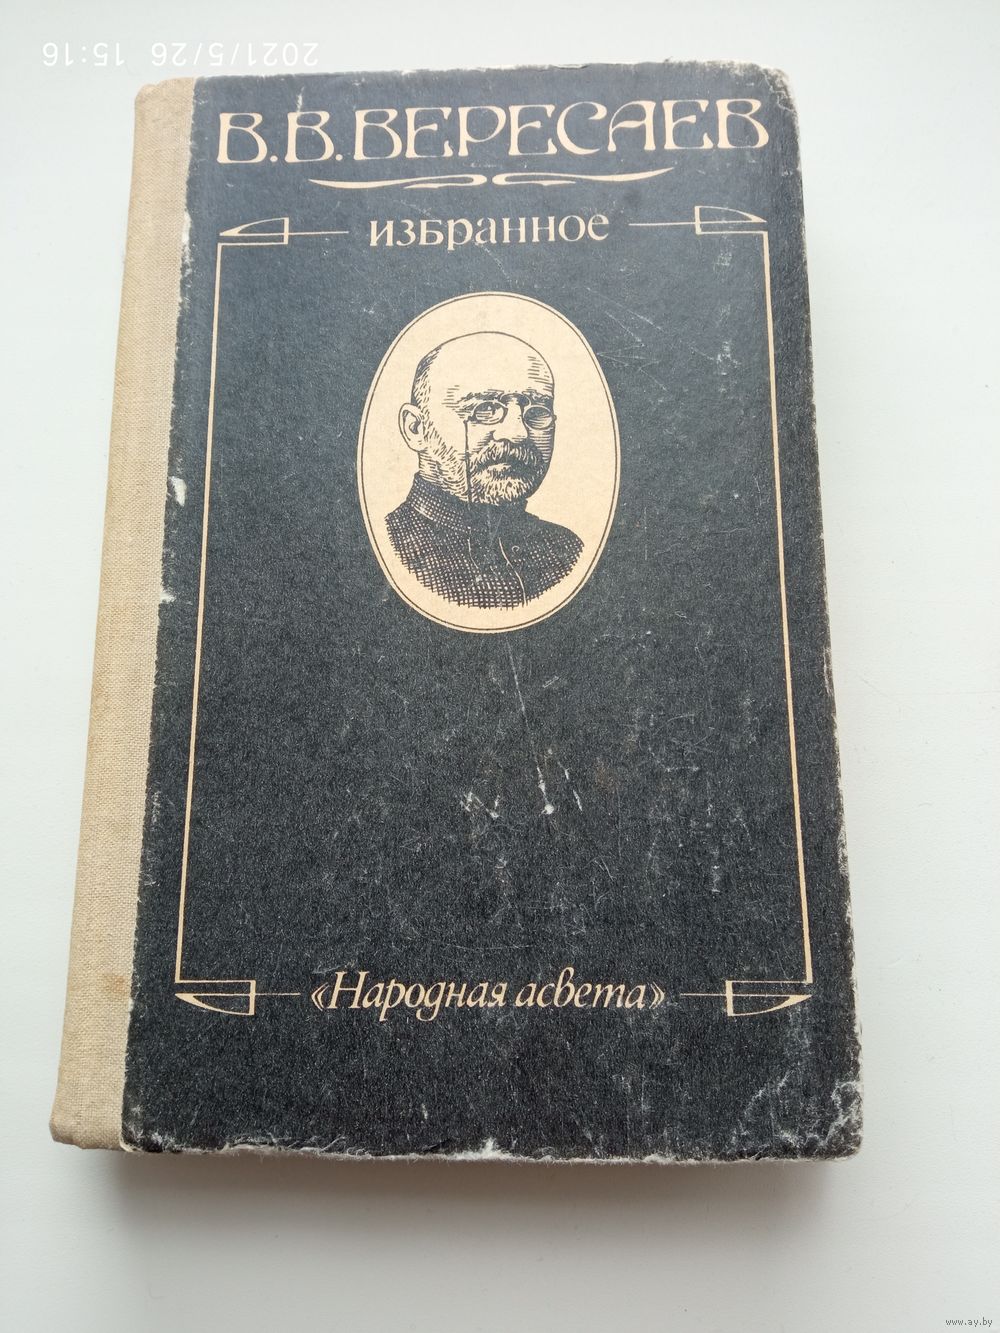 2021/5/26 15:16
В.В.ВЕРЕСАЕВ
избранное
«Народная асвета»
www.ay.by